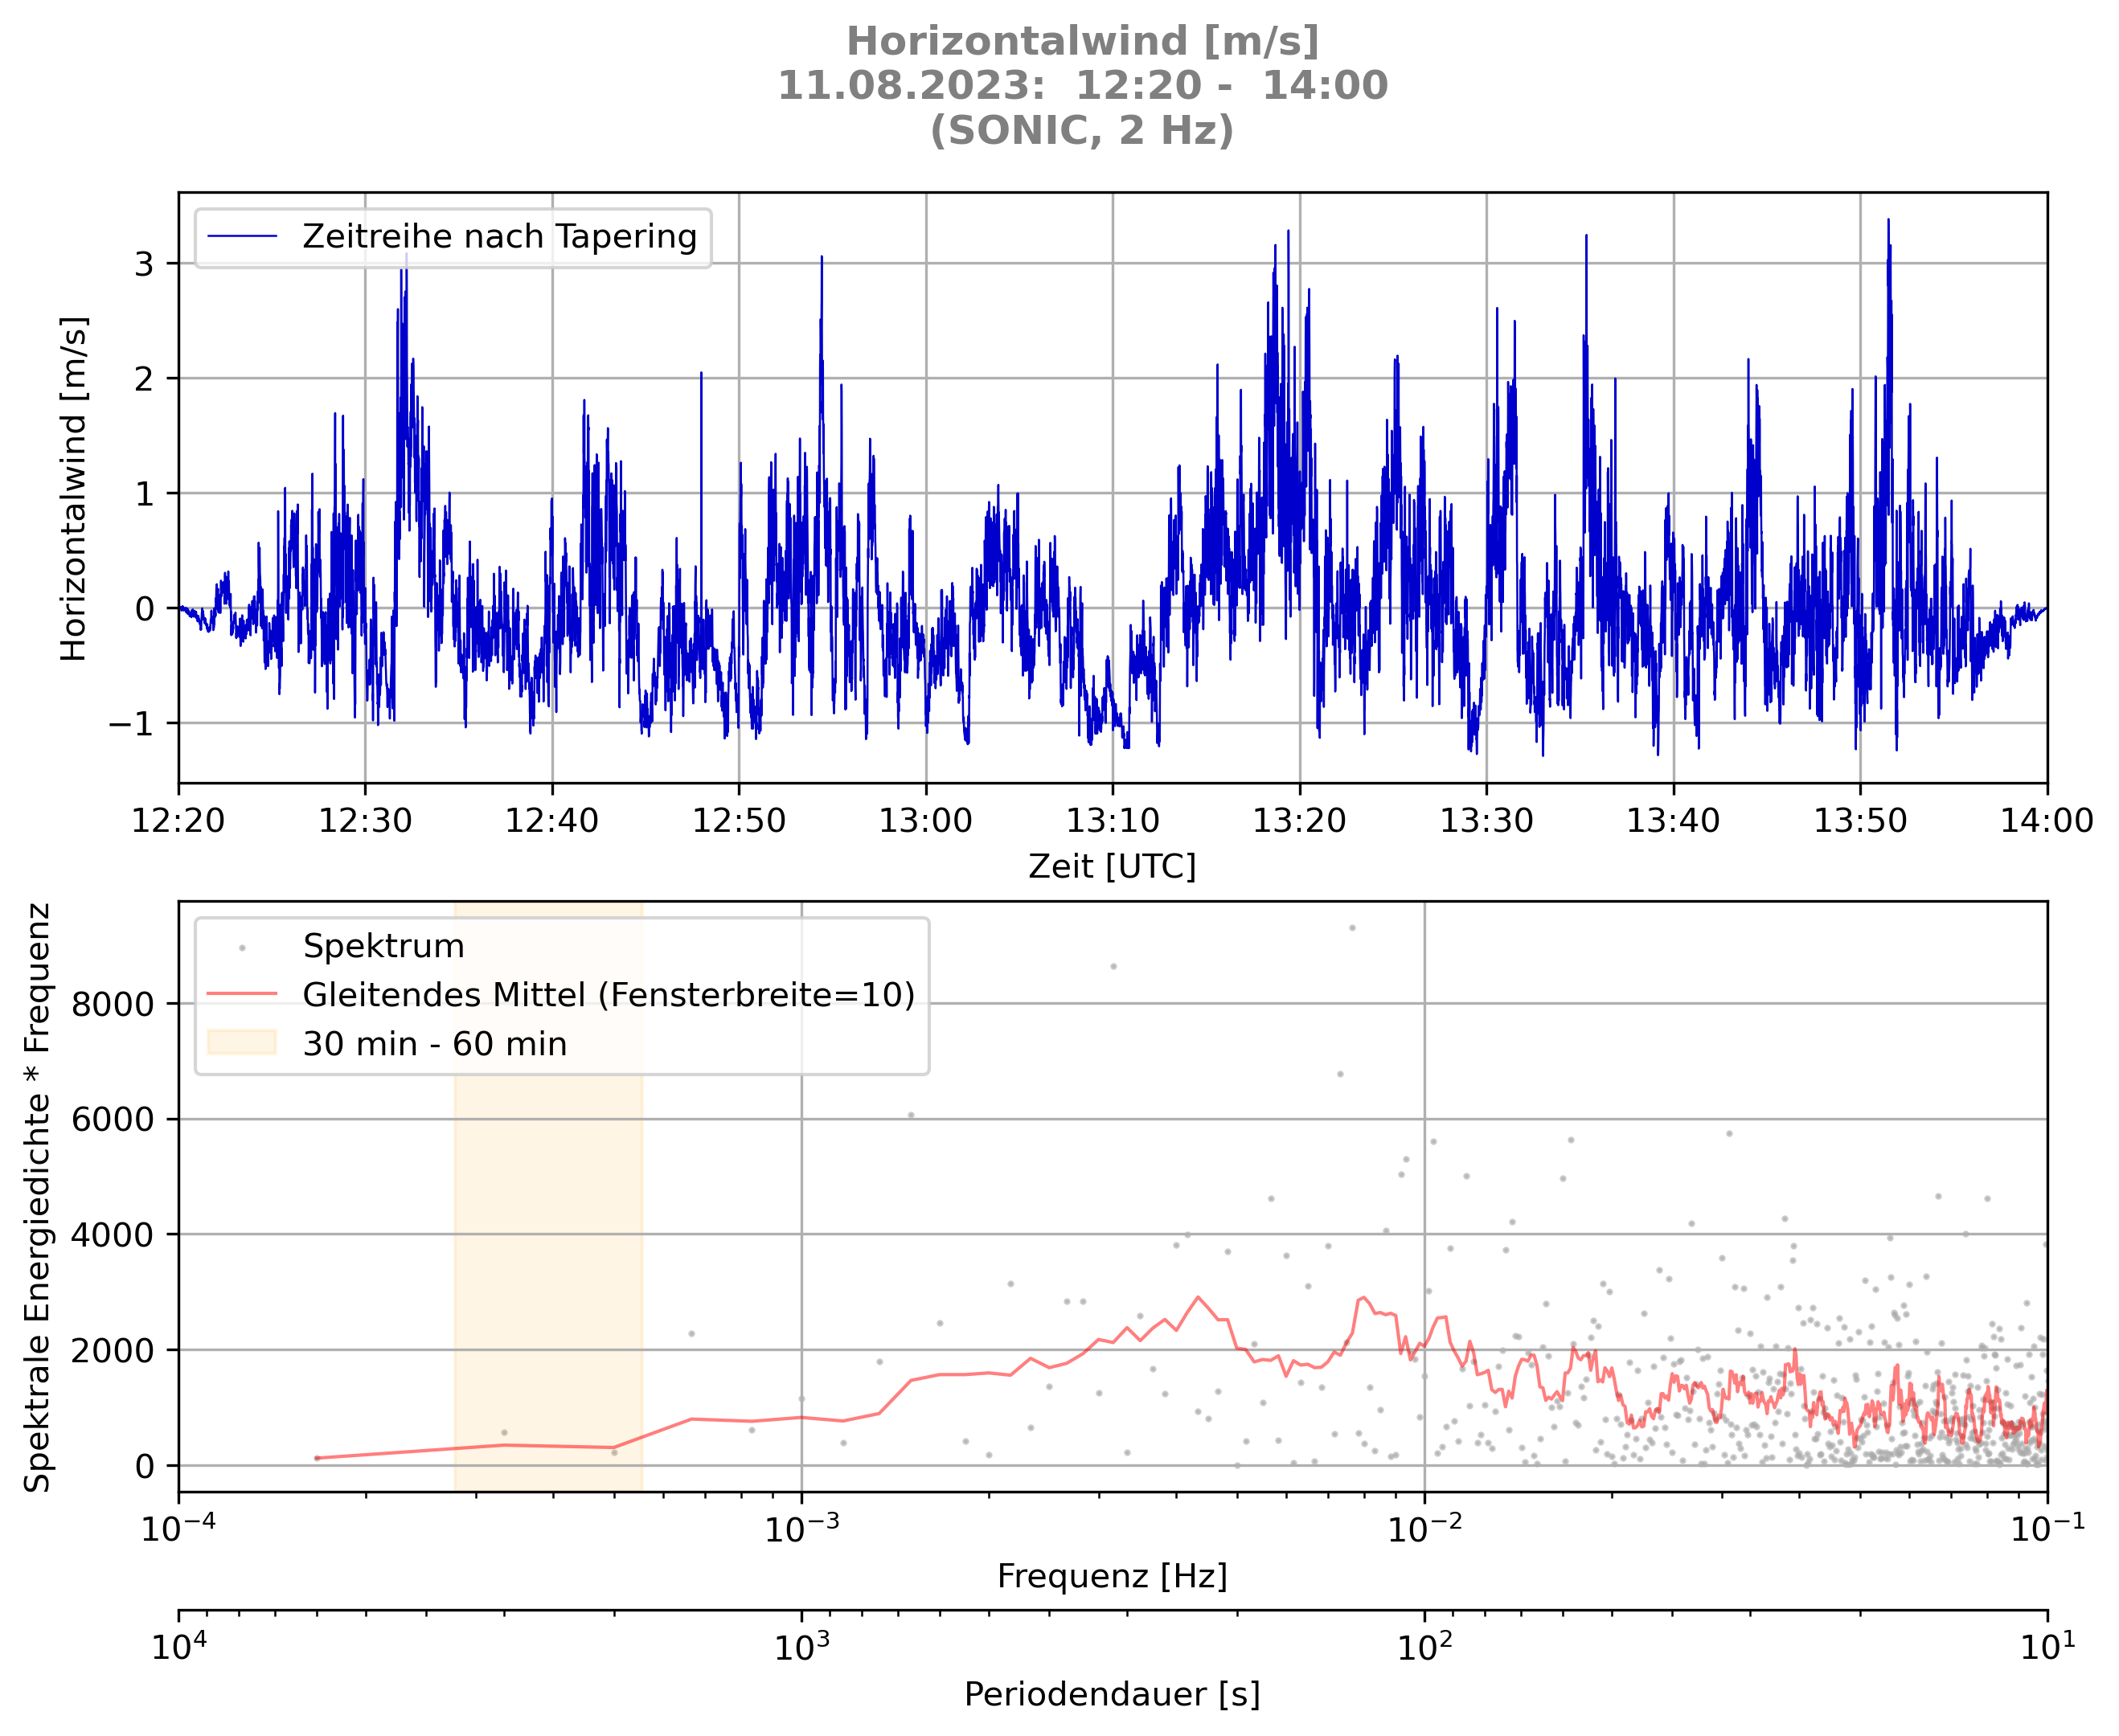 Horizontalwind [m/s]
11.08.2023:  12:20 -  14:00
(SONIC, 2 Hz)
Zeitreihe nach Tapering
Horizontalwind [m/s]
3
2
1
0
−1
12:20 12:30 12:40 12:50 13:00 13:10 13:20 13:30 13:40 13:50 14:00
Zeit [UTC]
Spektrum
Gleitendes Mittel (Fensterbreite=10)
30 min - 60 min
Spektrale Energiedichte * Frequenz
8000
6000
4000
2000
0
10⁻⁴ 10⁻³ 10⁻² 10⁻¹
Frequenz [Hz]
10⁴ 10³ 10² 10¹
Periodendauer [s]